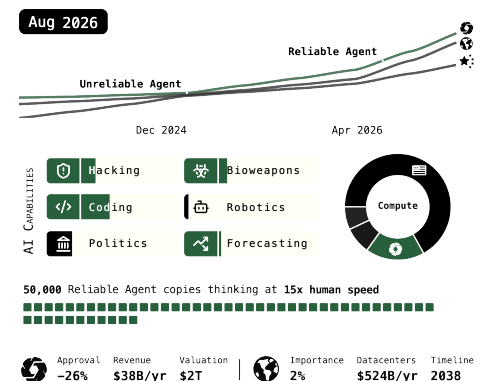 Aug 2026
Reliable Agent
Unreliable Agent
Dec 2024 Apr 2026
AI Capabilities
Hacking Bioweapons
Coding Robotics
Politics Forecasting
Compute
50,000 Reliable Agent copies thinking at 15x human speed
Approval Revenue Valuation Importance Datacenters Timeline
−26% $38B/yr $2T 2% $524B/yr 2038